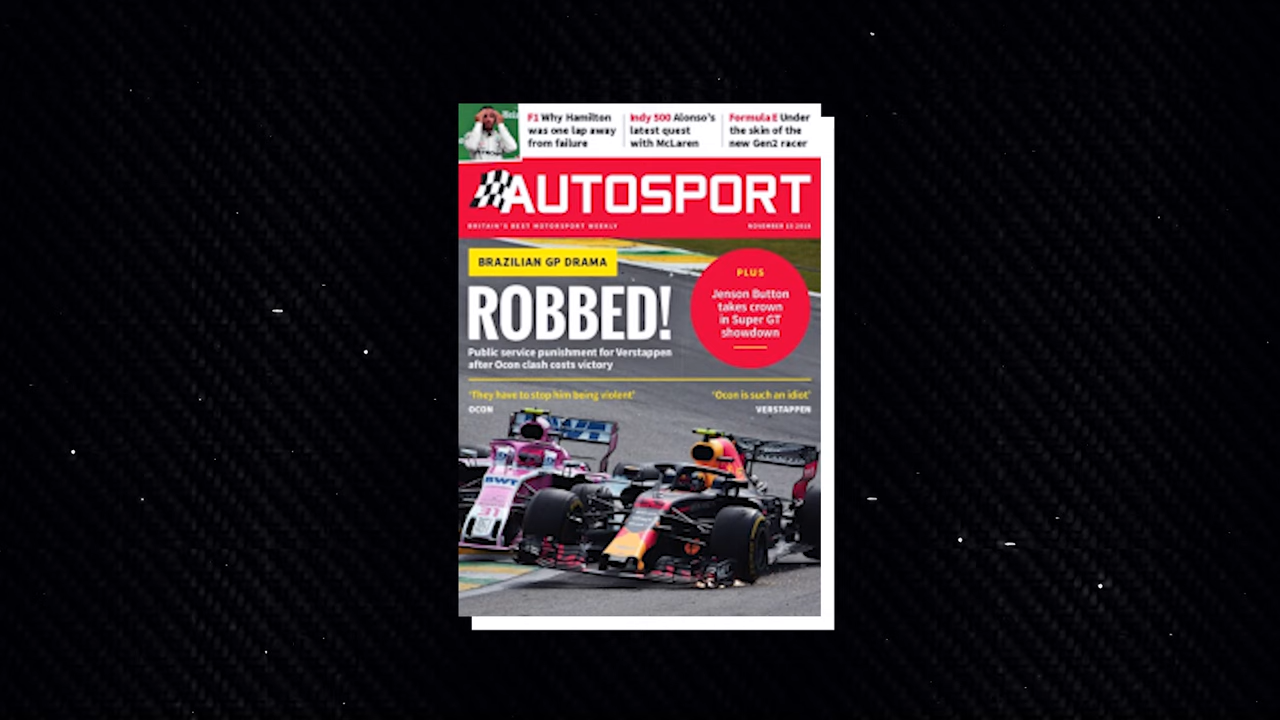 F1 Why Hamilton
was one lap away
from failure
Indy 500 Alonso's
latest quest
with McLaren
Formula E Under
the skin of the
new Gen2 racer
AUTOSPORT
BRITAIN'S BEST MOTORSPORT WEEKLY
NOVEMBER 15 2018
BRAZILIAN GP DRAMA
ROBBED!
Public service punishment for Verstappen
after Ocon clash costs victory
PLUS
Jenson Button
takes crown
in Super GT
showdown
'They have to stop him being violent'
OCON
'Ocon is such an idiot'
VERSTAPPEN
BWT
31